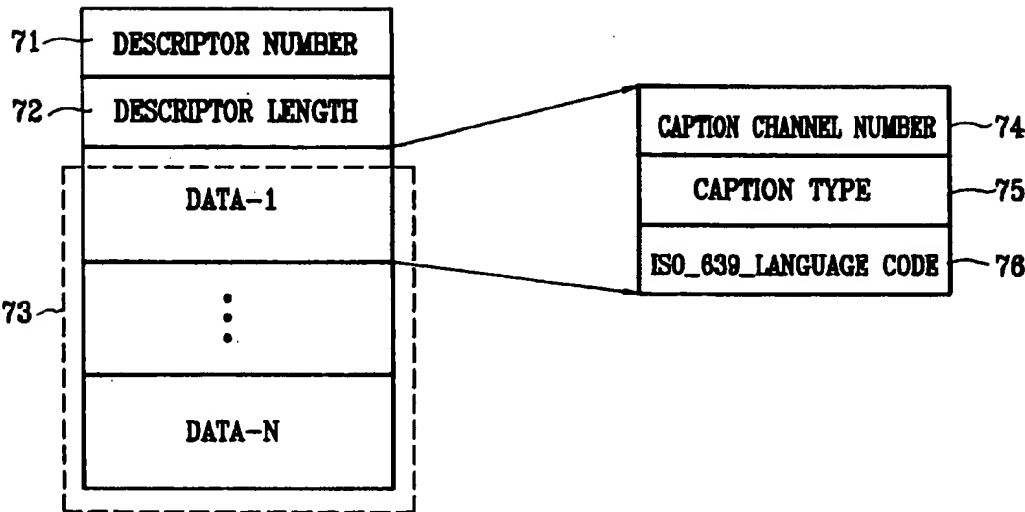 71 DESCRIPTOR NUMBER
72 DESCRIPTOR LENGTH
DATA-1
73
DATA-N
CAPTION CHANNEL NUMBER 74
CAPTION TYPE 75
ISO_639_LANGUAGE CODE 76